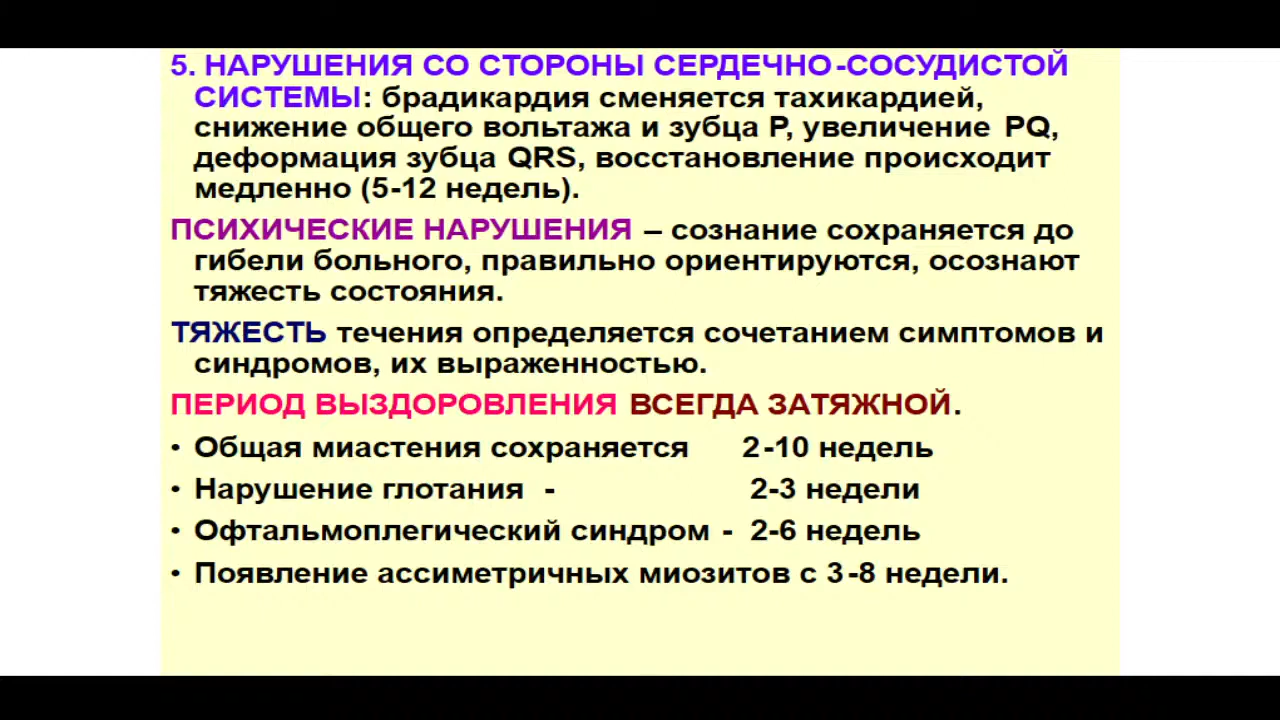 5. НАРУШЕНИЯ СО СТОРОНЫ СЕРДЕЧНО-СОСУДИСТОЙ
СИСТЕМЫ: брадикардия сменяется тахикардией,
снижение общего вольтажа и зубца Р, увеличение PQ,
деформация зубца QRS, восстановление происходит
медленно (5-12 недель).
ПСИХИЧЕСКИЕ НАРУШЕНИЯ – сознание сохраняется до
гибели больного, правильно ориентируются, осознают
тяжесть состояния.
ТЯЖЕСТЬ течения определяется сочетанием симптомов и
синдромов, их выраженностью.
ПЕРИОД ВЫЗДОРОВЛЕНИЯ ВСЕГДА ЗАТЯЖНОЙ.
• Общая миастения сохраняется 2-10 недель
• Нарушение глотания - 2-3 недели
• Офтальмоплегический синдром - 2-6 недель
• Появление ассиметричных миозитов с 3-8 недели.